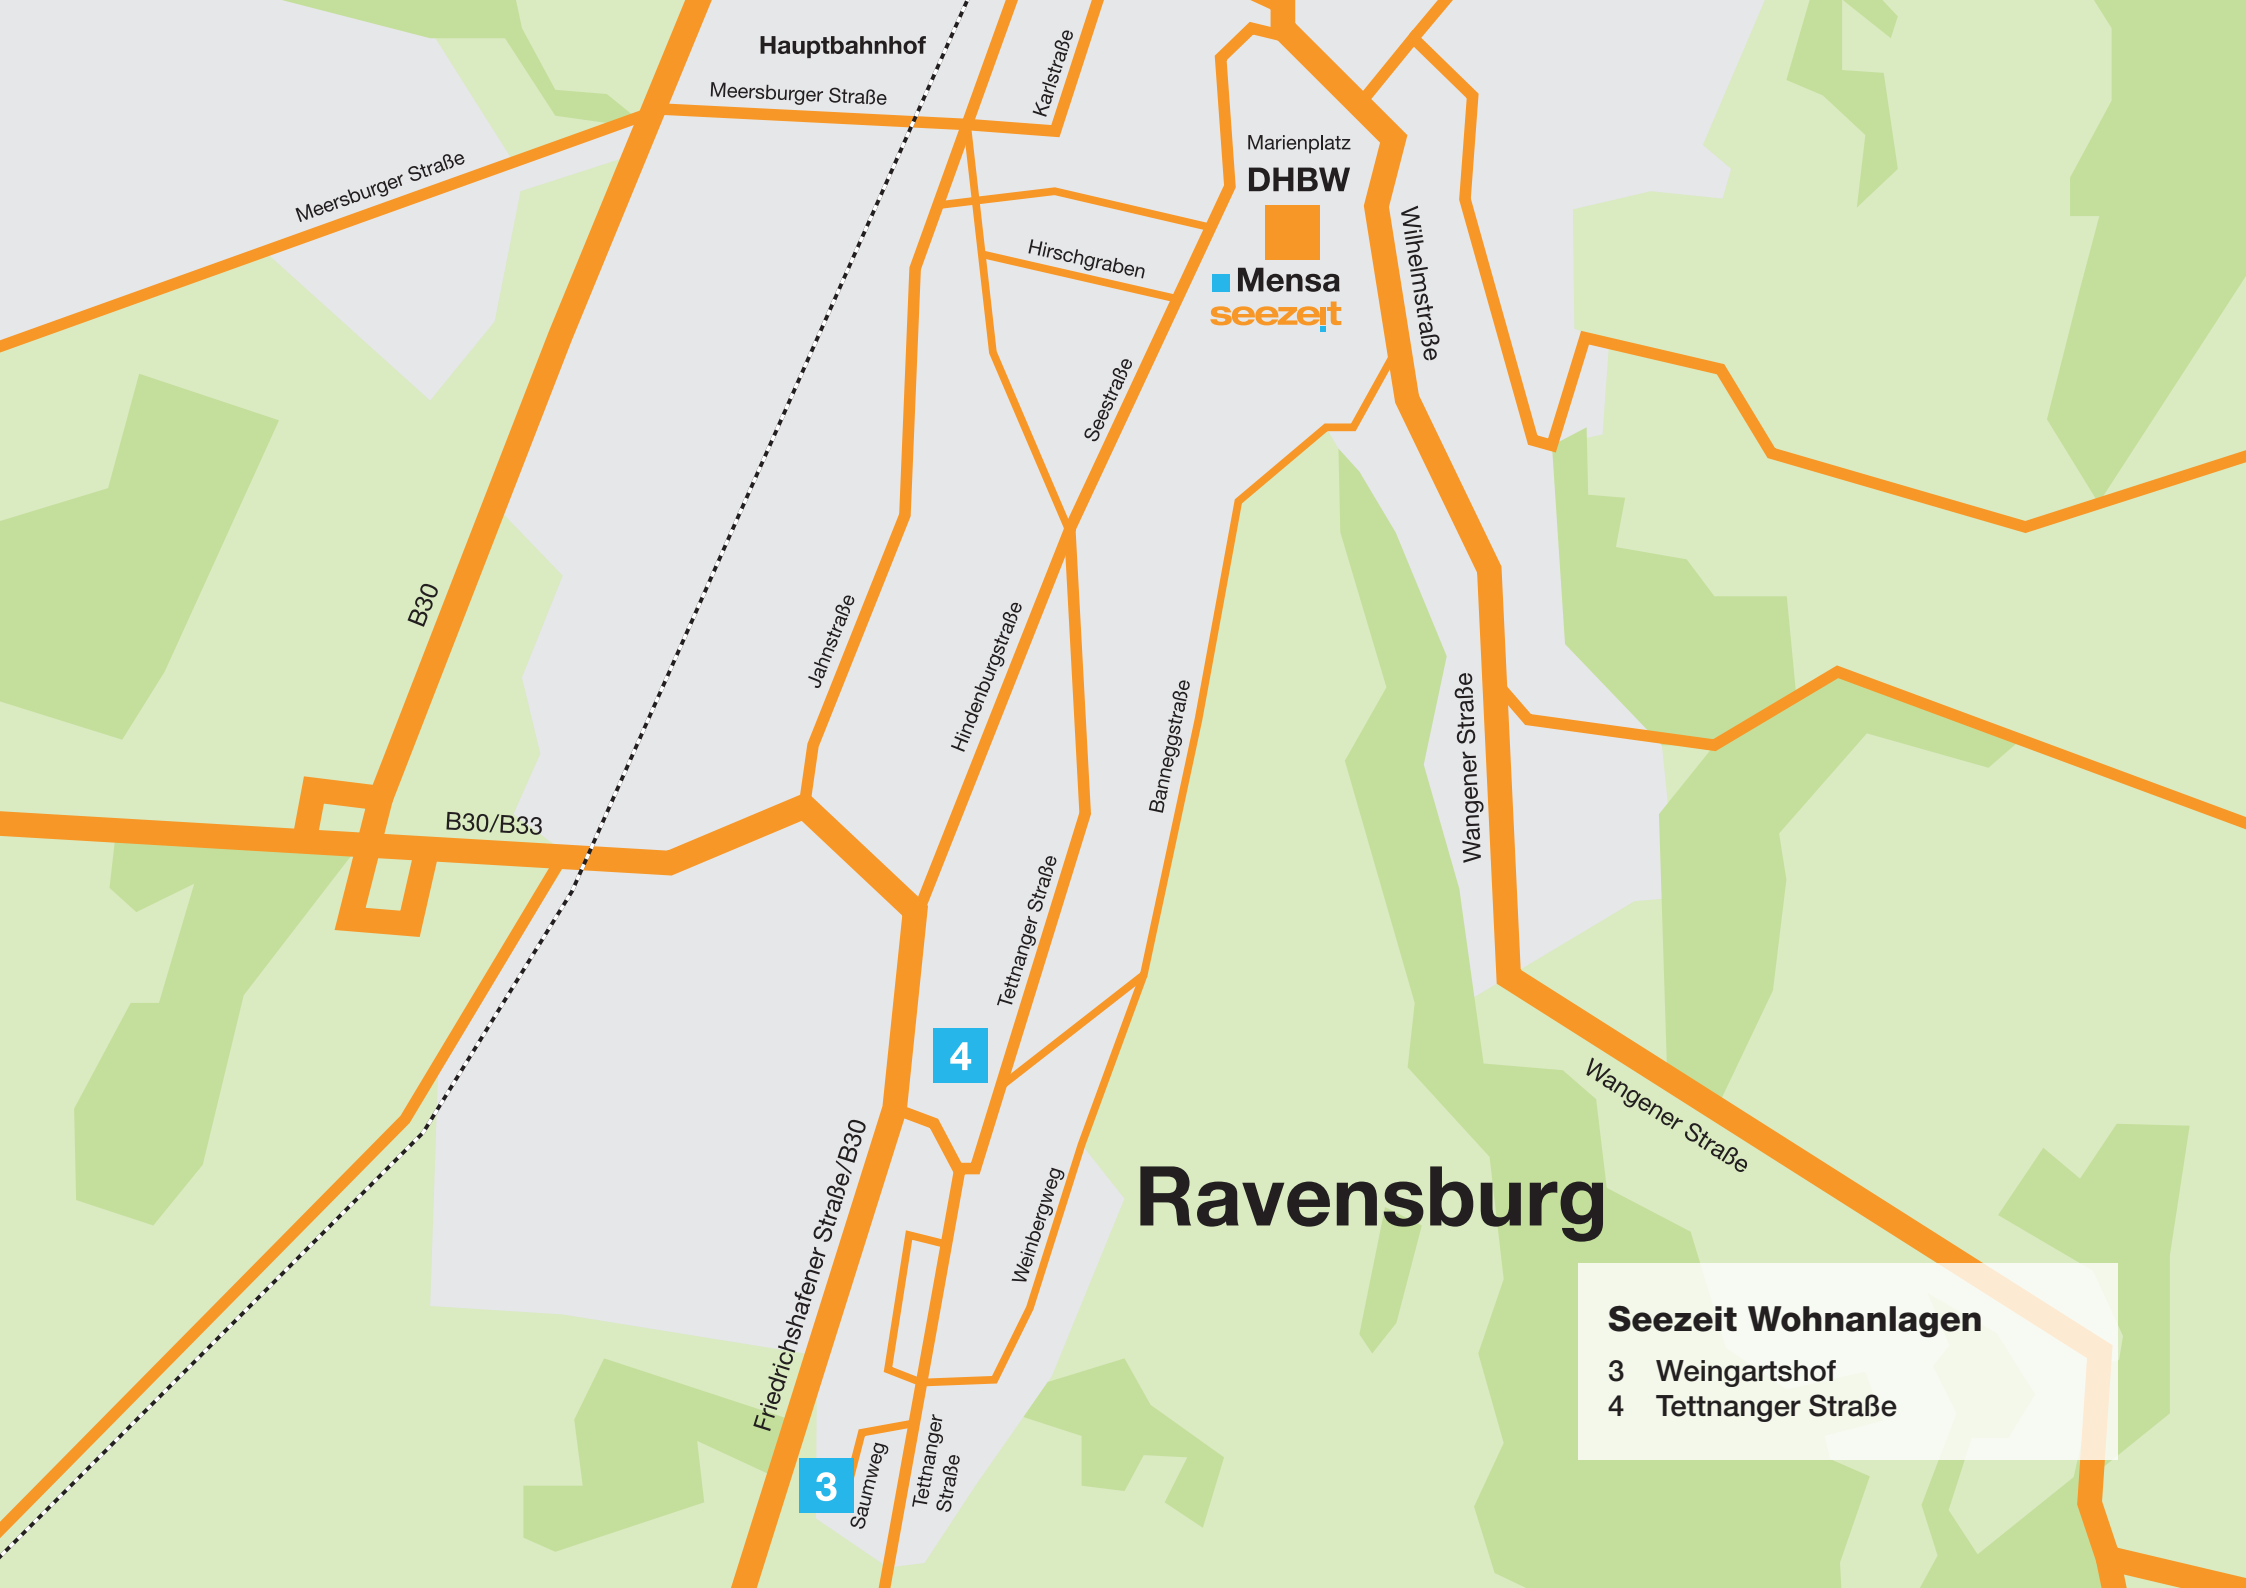 Hauptbahnhof
Meersburger Straße
Karlstraße
Meersburger Straße
Marienplatz
DHBW
Mensa
seezeit
Hirschgraben
Wilhelmstraße
Seestraße
B30
Jahnstraße
Hindenburgstraße
Banneggstraße
Wangener Straße
B30/B33
Tettnanger Straße
4
Wangener Straße
Friedrichshafener Straße/B30
Weinbergweg
Ravensburg
Seezeit Wohnanlagen
3 Weingartshof
4 Tettnanger Straße
3
Saumweg
Tettnanger
Straße